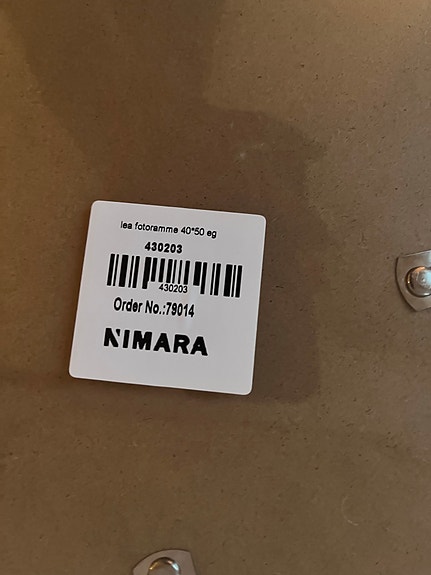 lea fotoramme 40*50 eg
430203
430203
Order No.:79014
NIMARA